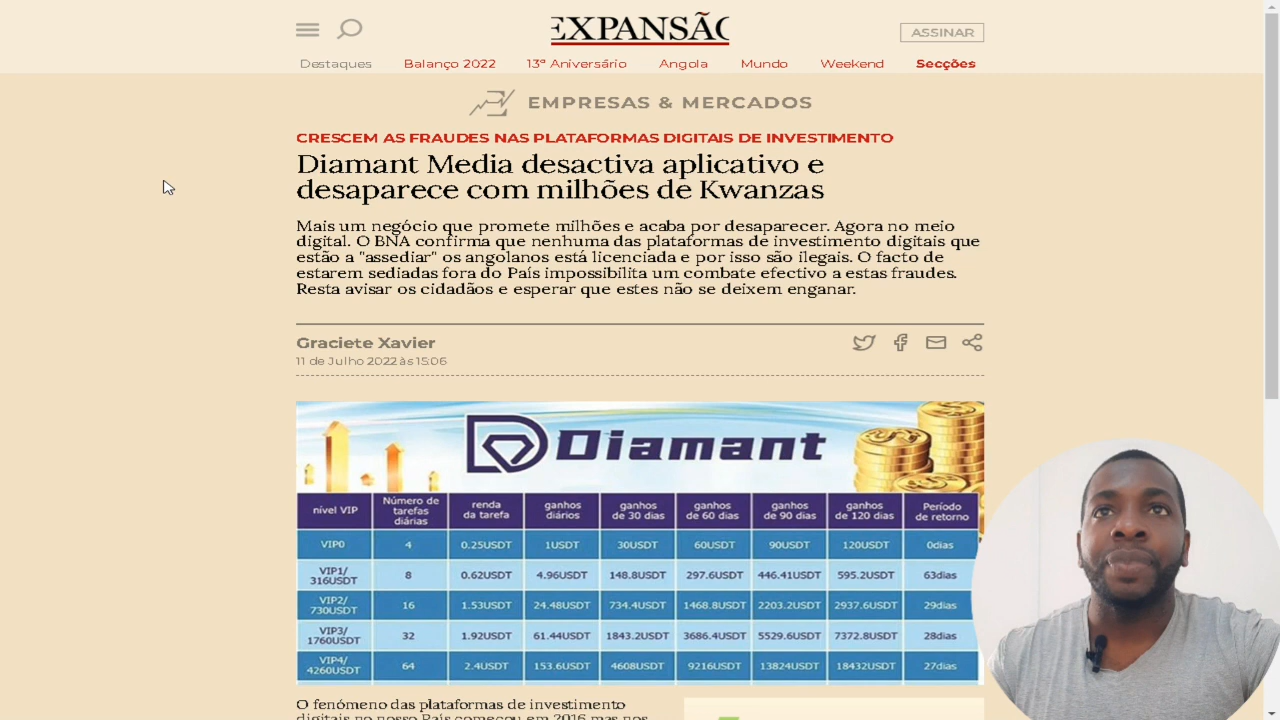 EXPANSÃO
ASSINAR
Destaques Balanço 2022 13º Aniversário Angola Mundo Weekend Secções
EMPRESAS & MERCADOS
CRESCEM AS FRAUDES NAS PLATAFORMAS DIGITAIS DE INVESTIMENTO
Diamant Media desactiva aplicativo e
desaparece com milhões de Kwanzas
Mais um negócio que promete milhões e acaba por desaparecer. Agora no meio
digital. O BNA confirma que nenhuma das plataformas de investimento digitais que
estão a "assediar" os angolanos está licenciada e por isso são ilegais. O facto de
estarem sediadas fora do País impossibilita um combate efectivo a estas fraudes.
Resta avisar os cidadãos e esperar que estes não se deixem enganar.
Graciete Xavier
11 de Julho 2022 às 15:06
Diamant
nível VIP Número de tarefas diárias renda da tarefa ganhos diários ganhos de 30 dias ganhos de 60 dias ganhos de 90 dias ganhos de 120 dias Período de retorno
VIP0 4 0.25USDT 1USDT 30USDT 60USDT 90USDT 120USDT 0dias
VIP1/ 316USDT 8 0.62USDT 4.96USDT 148.8USDT 297.6USDT 446.41USDT 595.2USDT 63dias
VIP2/ 730USDT 16 1.53USDT 24.48USDT 734.4USDT 1468.8USDT 2203.2USDT 2937.6USDT 29dias
VIP3/ 1760USDT 32 1.92USDT 61.44USDT 1843.2USDT 3686.4USDT 5529.6USDT 7372.8USDT 28dias
VIP4/ 4260USDT 64 2.4USDT 153.6USDT 4608USDT 9216USDT 13824USDT 18432USDT 27dias
O fenómeno das plataformas de investimento
digitais no nosso País começou em 2016 mas nos